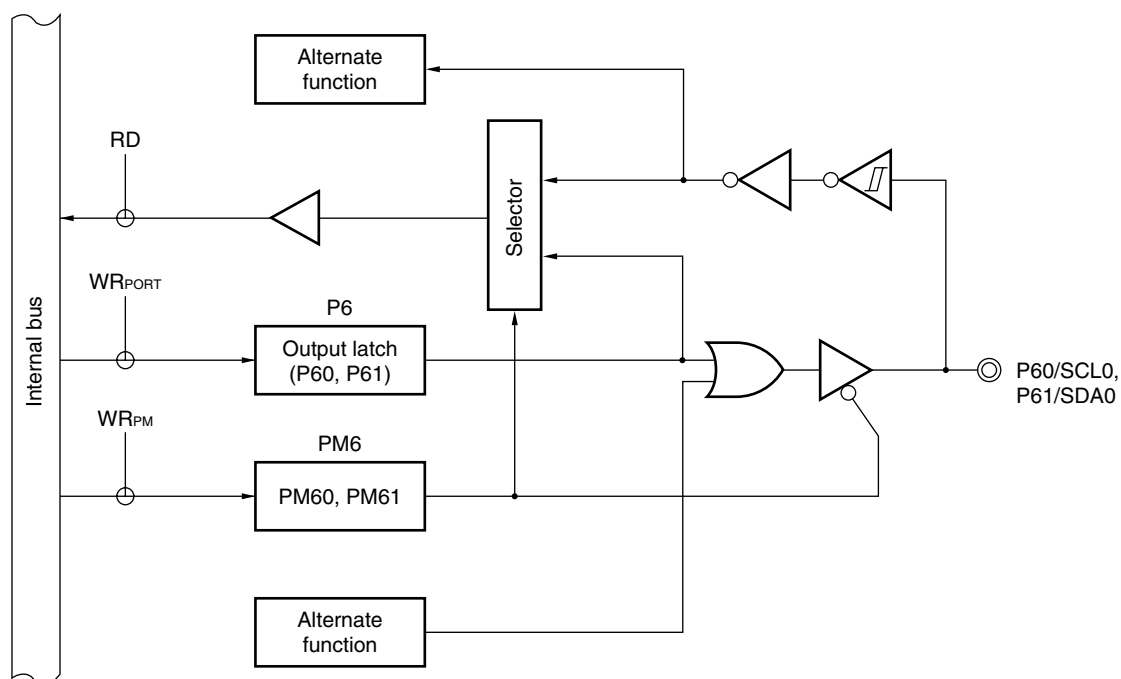 Alternate
function
RD
Selector
WRPORT
P6
Internal bus
Output latch
(P60, P61)
P60/SCL0,
P61/SDA0
WRPM
PM6
PM60, PM61
Alternate
function